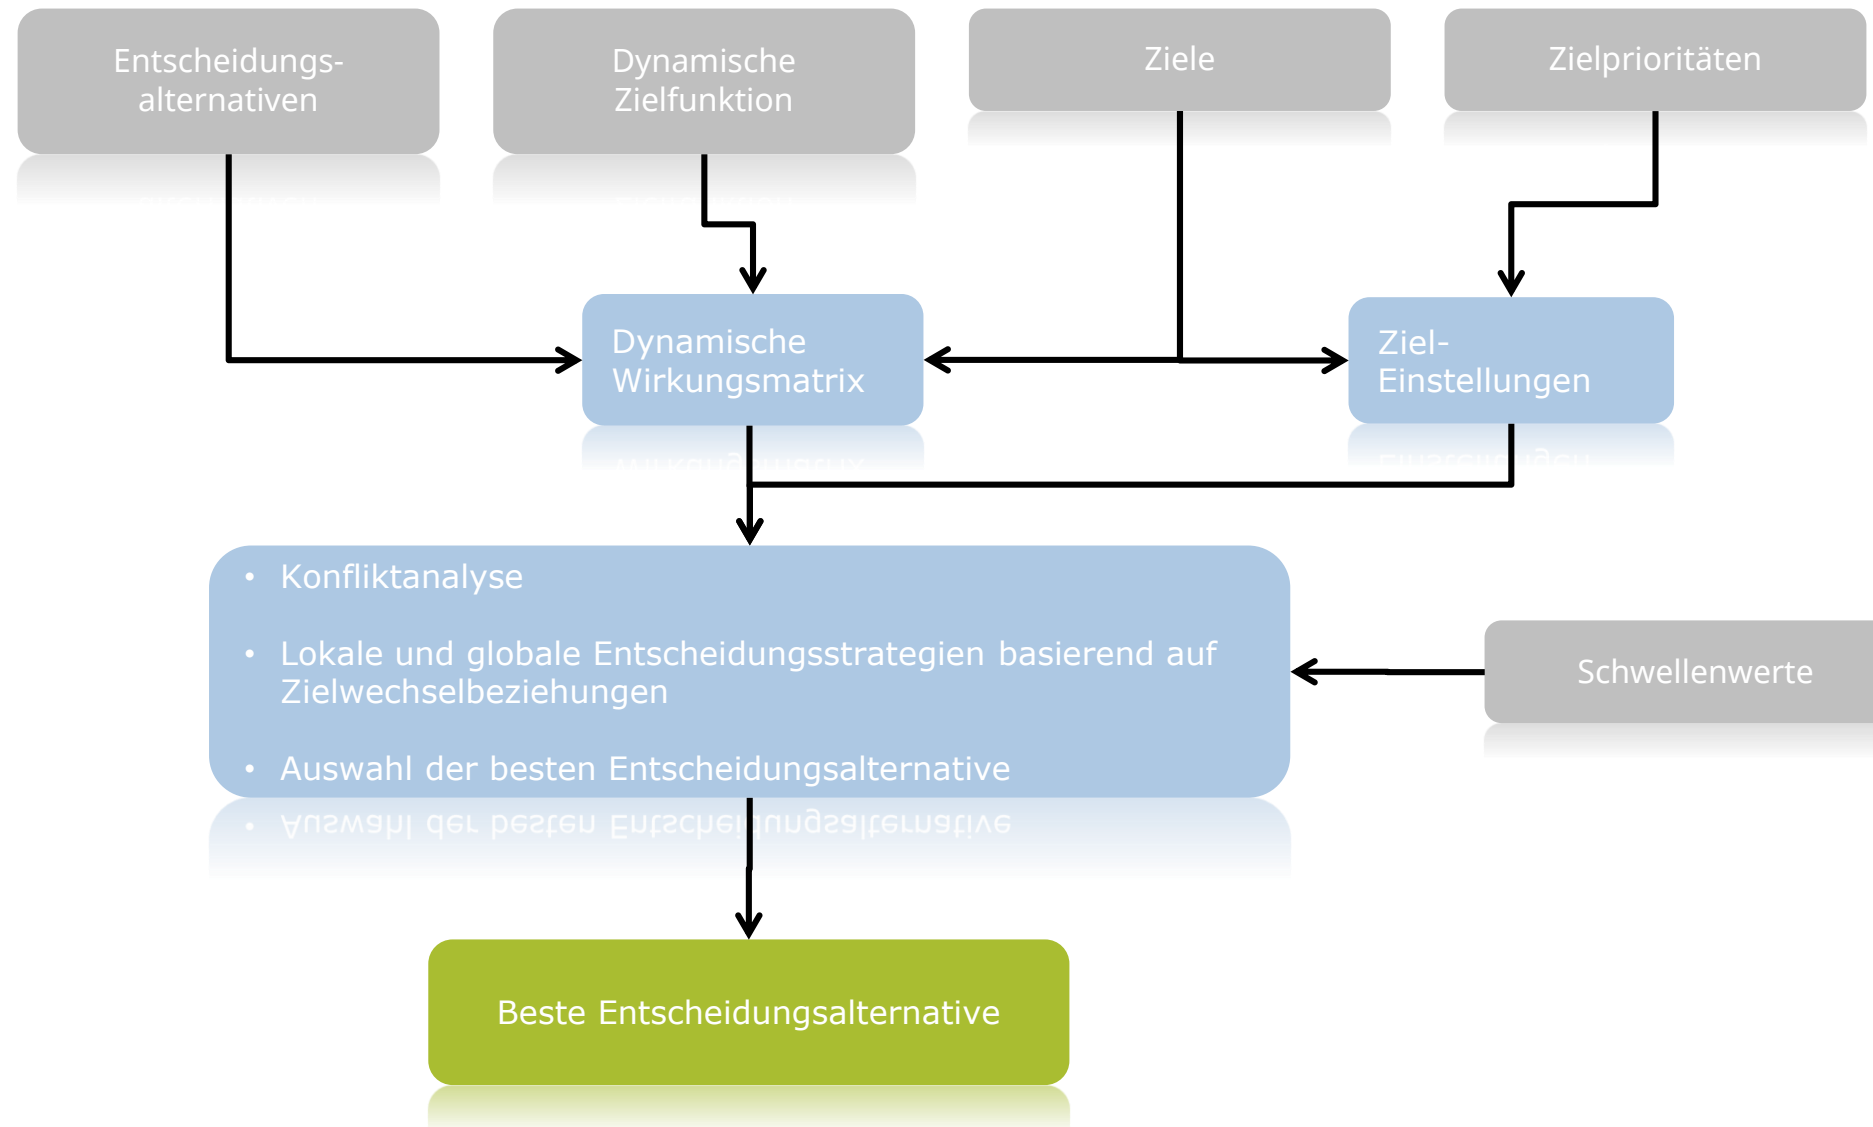 Entscheidungs-
alternativen
Dynamische
Zielfunktion
Ziele
Zielprioritäten
Dynamische
Wirkungsmatrix
Ziel-
Einstellungen
• Konfliktanalyse
• Lokale und globale Entscheidungsstrategien basierend auf
Zielwechselbeziehungen
• Auswahl der besten Entscheidungsalternative
Schwellenwerte
Beste Entscheidungsalternative